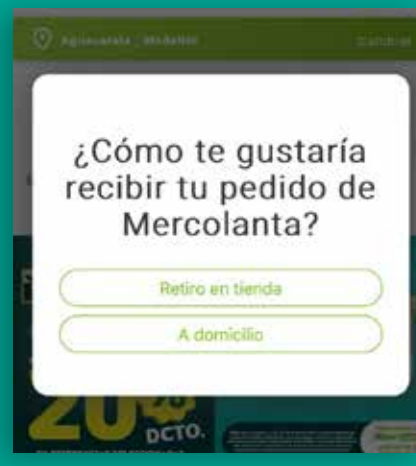 ¿Cómo te gustaría
recibir tu pedido de
Mercolanta?
Retiro en tienda
A domicilio
20%
DCTO.